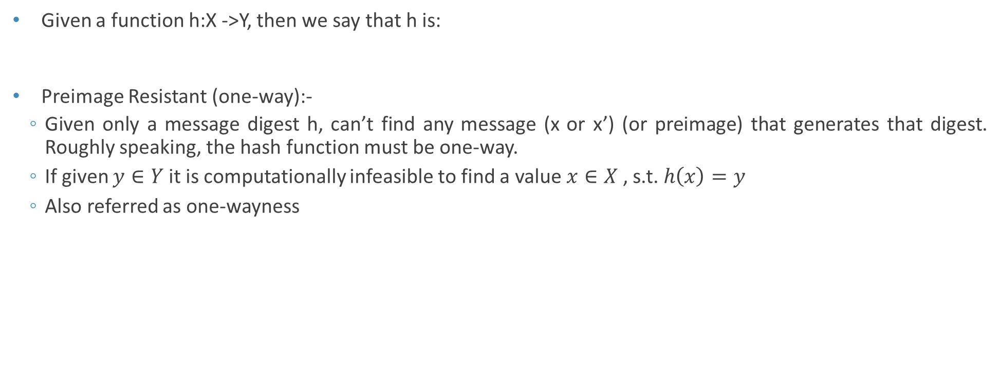 • Given a function h:X ->Y, then we say that h is:
• Preimage Resistant (one-way):-
◦ Given only a message digest h, can’t find any message (x or x’) (or preimage) that generates that digest.
Roughly speaking, the hash function must be one-way.
◦ If given y ∈ Y it is computationally infeasible to find a value x ∈ X , s.t. h(x) = y
◦ Also referred as one-wayness